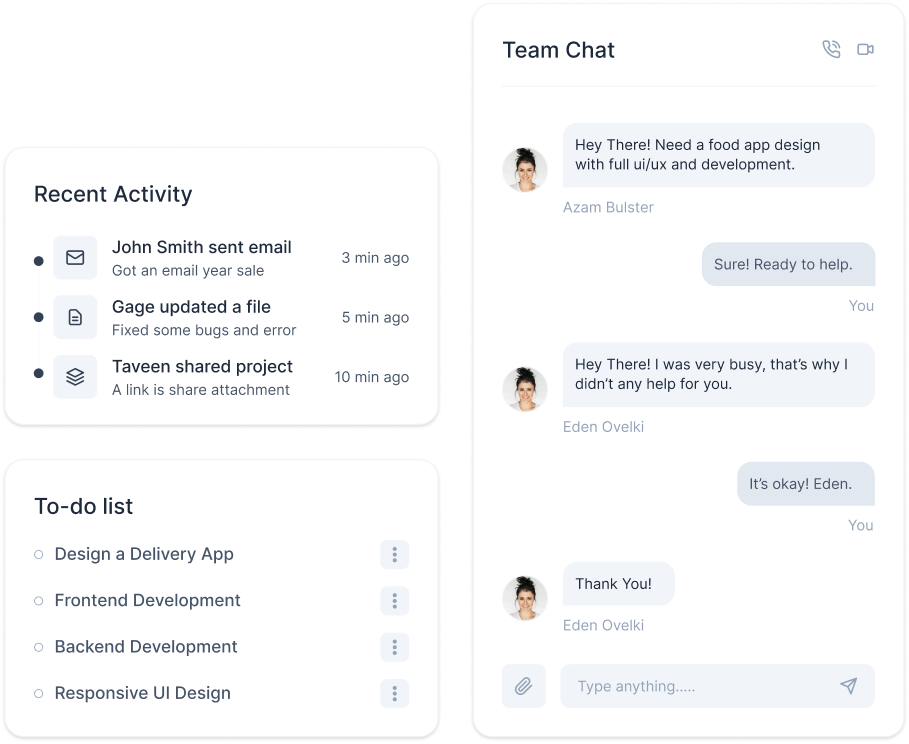 Recent Activity
John Smith sent email
Got an email year sale
3 min ago
Gage updated a file
Fixed some bugs and error
5 min ago
Taveen shared project
A link is share attachment
10 min ago
To-do list
Design a Delivery App
Frontend Development
Backend Development
Responsive UI Design
Team Chat
Hey There! Need a food app design
with full ui/ux and development.
Azam Bulster
Sure! Ready to help.
You
Hey There! I was very busy, that’s why I
didn’t any help for you.
Eden Ovelki
It’s okay! Eden.
You
Thank You!
Eden Ovelki
Type anything.....